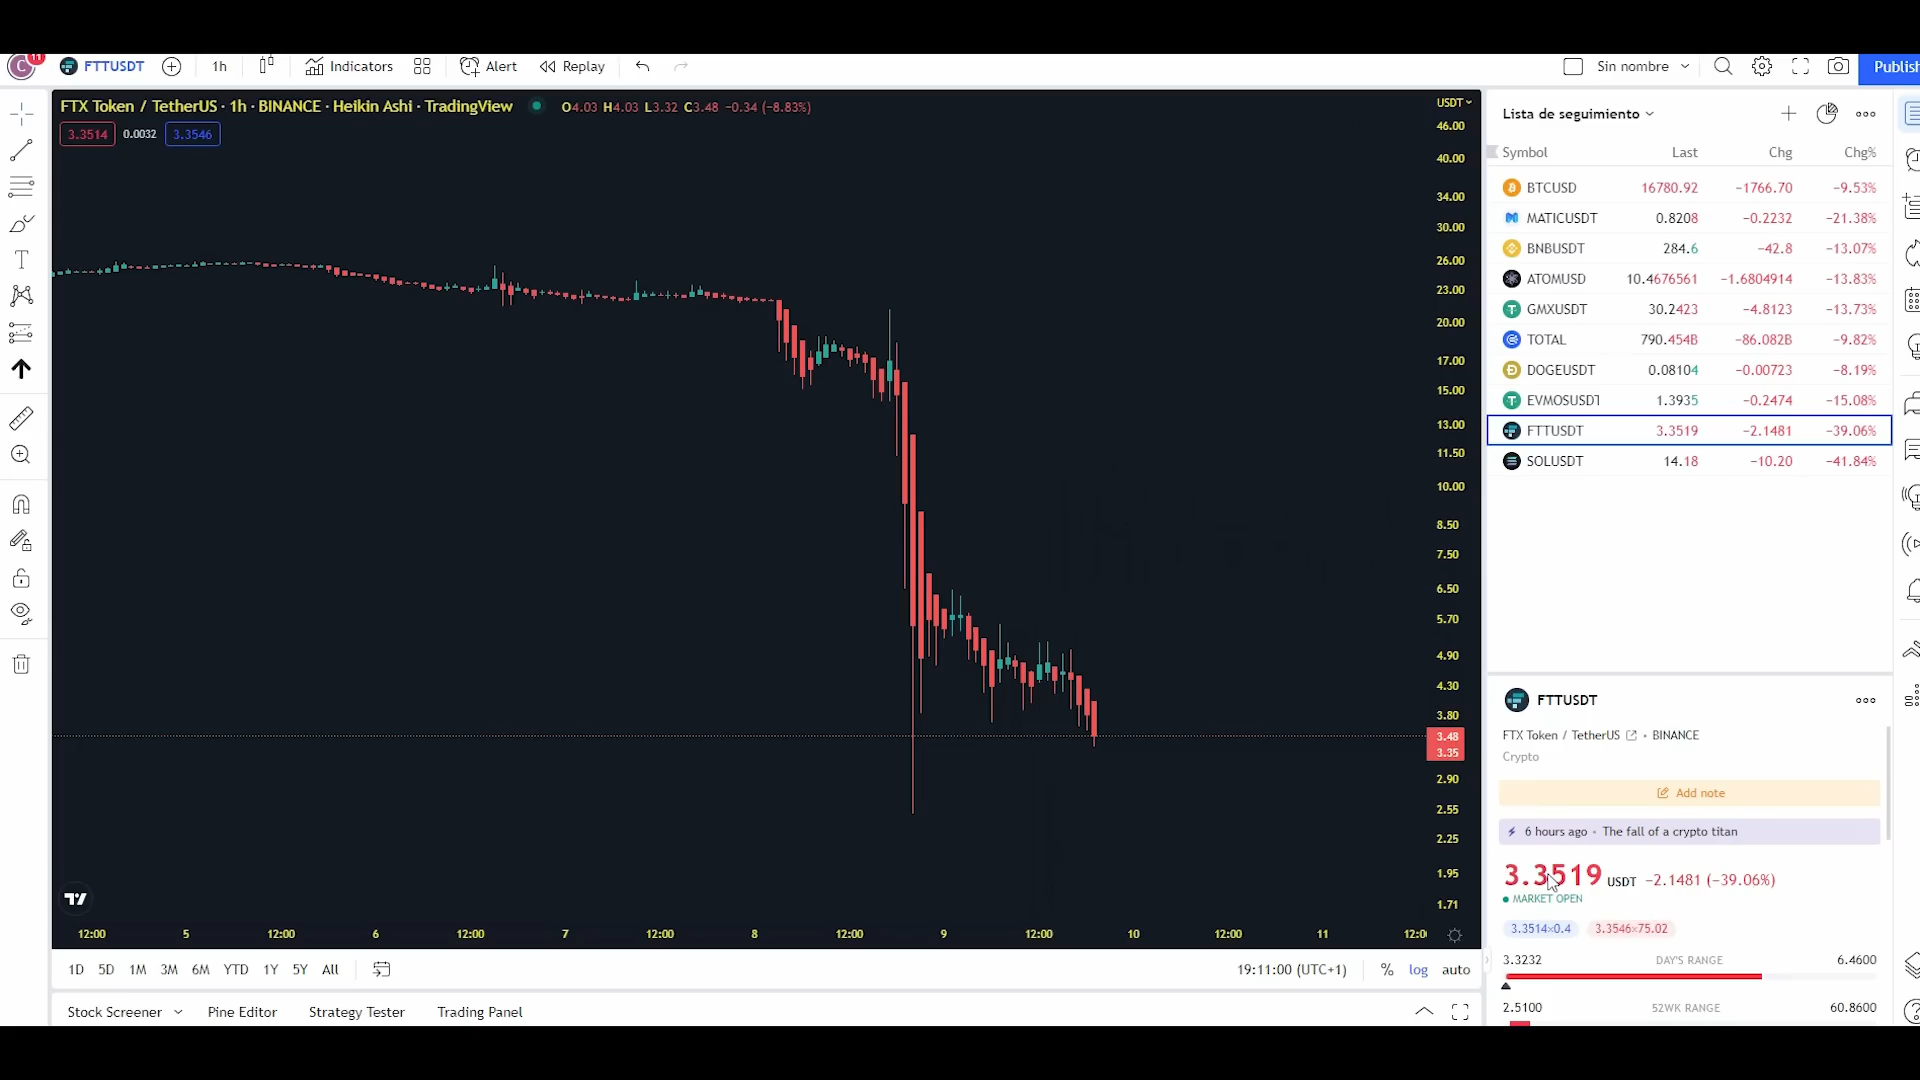 C 11 FTTUSDT 1h Indicators Alert Replay Sin nombre Publish
FTX Token / TetherUS · 1h · BINANCE · Heikin Ashi · TradingView O4.03 H4.03 L3.32 C3.48 −0.34 (−8.83%)
3.3514 0.0032 3.3546
USDT
46.00
40.00
34.00
30.00
26.00
23.00
20.00
17.00
15.00
13.00
11.50
10.00
8.50
7.50
6.50
5.70
4.90
4.30
3.80
3.48
3.35
2.90
2.55
2.25
1.95
1.71
12:00 5 12:00 6 12:00 7 12:00 8 12:00 9 12:00 10 12:00 11
1D 5D 1M 3M 6M YTD 1Y 5Y All 19:11:00 (UTC+1) % log auto
Stock Screener Pine Editor Strategy Tester Trading Panel
Lista de seguimiento
Symbol Last Chg Chg%
BTCUSD 16780.92 −1766.70 −9.53%
MATICUSDT 0.8208 −0.2232 −21.38%
BNBUSDT 284.6 −42.8 −13.07%
ATOMUSD 10.4676561 −1.6804914 −13.83%
GMXUSDT 30.2423 −4.8123 −13.73%
TOTAL 790.454B −86.082B −9.82%
DOGEUSDT 0.08104 −0.00723 −8.19%
EVMOSUSDT 1.3935 −0.2474 −15.08%
FTTUSDT 3.3519 −2.1481 −39.06%
SOLUSDT 14.18 −10.20 −41.84%
FTTUSDT
FTX Token / TetherUS • BINANCE
Crypto
Add note
6 hours ago • The fall of a crypto titan
3.3519 USDT −2.1481 (−39.06%)
MARKET OPEN
3.3514×0.4 3.3546×75.02
3.3232 DAY'S RANGE 6.4600
2.5100 52WK RANGE 60.8600